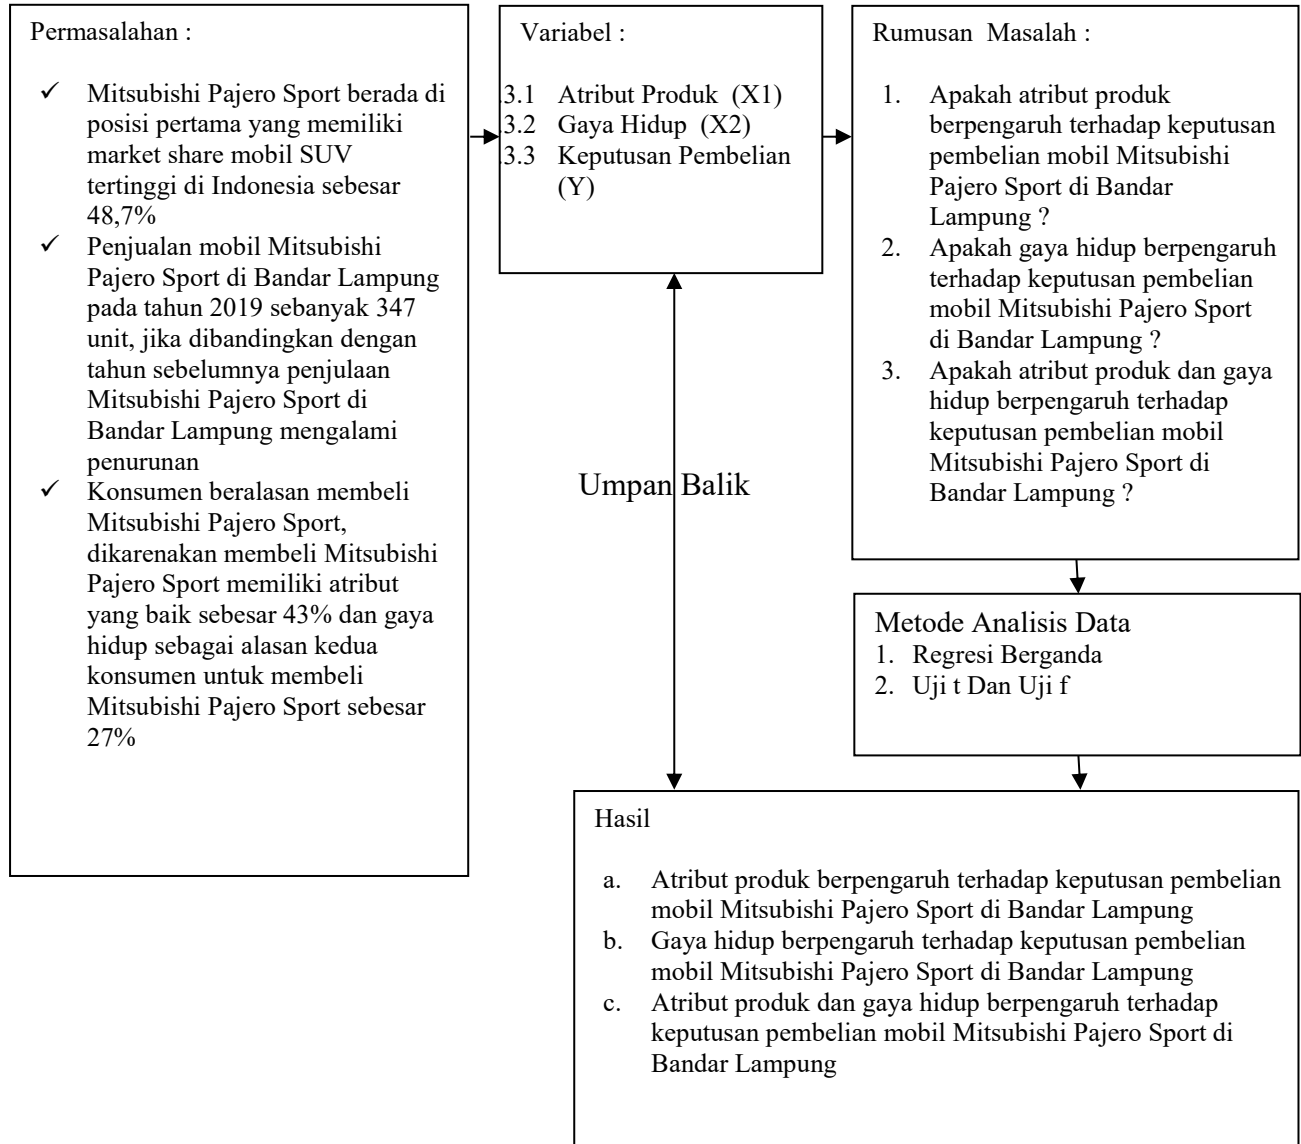 Permasalahan :
✓ Mitsubishi Pajero Sport berada di
posisi pertama yang memiliki
market share mobil SUV
tertinggi di Indonesia sebesar
48,7%
✓ Penjualan mobil Mitsubishi
Pajero Sport di Bandar Lampung
pada tahun 2019 sebanyak 347
unit, jika dibandingkan dengan
tahun sebelumnya penjulaan
Mitsubishi Pajero Sport di
Bandar Lampung mengalami
penurunan
✓ Konsumen beralasan membeli
Mitsubishi Pajero Sport,
dikarenakan membeli Mitsubishi
Pajero Sport memiliki atribut
yang baik sebesar 43% dan gaya
hidup sebagai alasan kedua
konsumen untuk membeli
Mitsubishi Pajero Sport sebesar
27%
Variabel :
.3.1 Atribut Produk (X1)
.3.2 Gaya Hidup (X2)
.3.3 Keputusan Pembelian
(Y)
Rumusan Masalah :
1. Apakah atribut produk
berpengaruh terhadap keputusan
pembelian mobil Mitsubishi
Pajero Sport di Bandar
Lampung ?
2. Apakah gaya hidup berpengaruh
terhadap keputusan pembelian
mobil Mitsubishi Pajero Sport
di Bandar Lampung ?
3. Apakah atribut produk dan gaya
hidup berpengaruh terhadap
keputusan pembelian mobil
Mitsubishi Pajero Sport di
Bandar Lampung ?
Umpan Balik
Metode Analisis Data
1. Regresi Berganda
2. Uji t Dan Uji f
Hasil
a. Atribut produk berpengaruh terhadap keputusan pembelian
mobil Mitsubishi Pajero Sport di Bandar Lampung
b. Gaya hidup berpengaruh terhadap keputusan pembelian
mobil Mitsubishi Pajero Sport di Bandar Lampung
c. Atribut produk dan gaya hidup berpengaruh terhadap
keputusan pembelian mobil Mitsubishi Pajero Sport di
Bandar Lampung